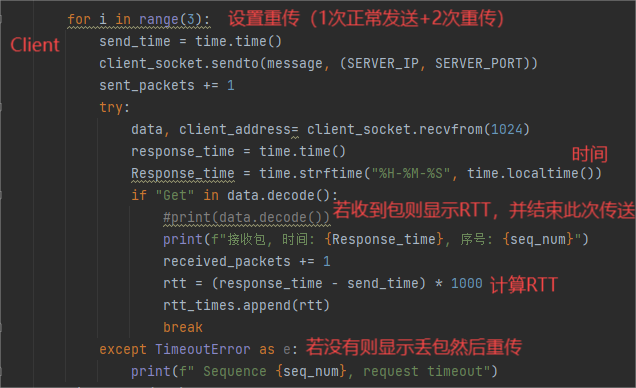 for i in range(3): 设置重传（1次正常发送+2次重传）
Client
send_time = time.time()
client_socket.sendto(message, (SERVER_IP, SERVER_PORT))
sent_packets += 1
try:
data, client_address= client_socket.recvfrom(1024)
response_time = time.time()
时间
Response_time = time.strftime("%H-%M-%S", time.localtime())
if "Get" in data.decode():
#print(data.decode()) 若收到包则显示RTT，并结束此次传送
print(f"接收包, 时间: {Response_time}, 序号: {seq_num}")
received_packets += 1
rtt = (response_time - send_time) * 1000 计算RTT
rtt_times.append(rtt)
break
except TimeoutError as e: 若没有则显示丢包然后重传
print(f" Sequence {seq_num}, request timeout")